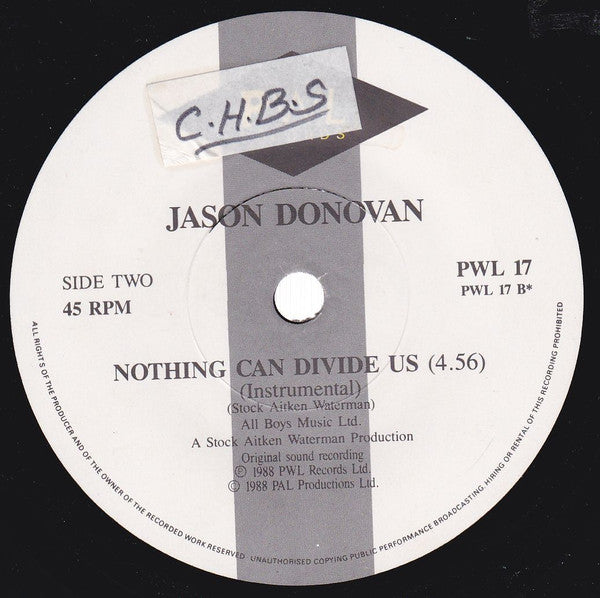 C.H.B.S
JASON DONOVAN
SIDE TWO
45 RPM
PWL 17
PWL 17 B*
NOTHING CAN DIVIDE US (4.56)
(Instrumental)
(Stock Aitken Waterman)
All Boys Music Ltd.
A Stock Aitken Waterman Production
Original sound recording
Ⓟ 1988 PWL Records Ltd.
© 1988 PAL Productions Ltd.
ALL RIGHTS OF THE PRODUCER AND OF THE OWNER OF THE RECORDED WORK RESERVED UNAUTHORISED COPYING PUBLIC PERFORMANCE BROADCASTING, HIRING OR RENTAL OF THIS RECORDING PROHIBITED